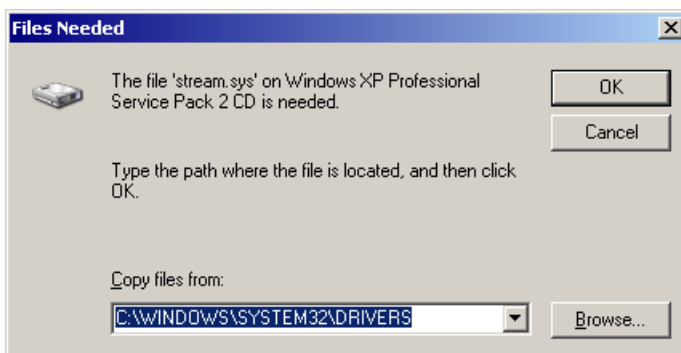 Files Needed
The file 'stream.sys' on Windows XP Professional
Service Pack 2 CD is needed.
OK
Cancel
Type the path where the file is located, and then click
OK.
Copy files from:
C:\WINDOWS\SYSTEM32\DRIVERS
Browse...